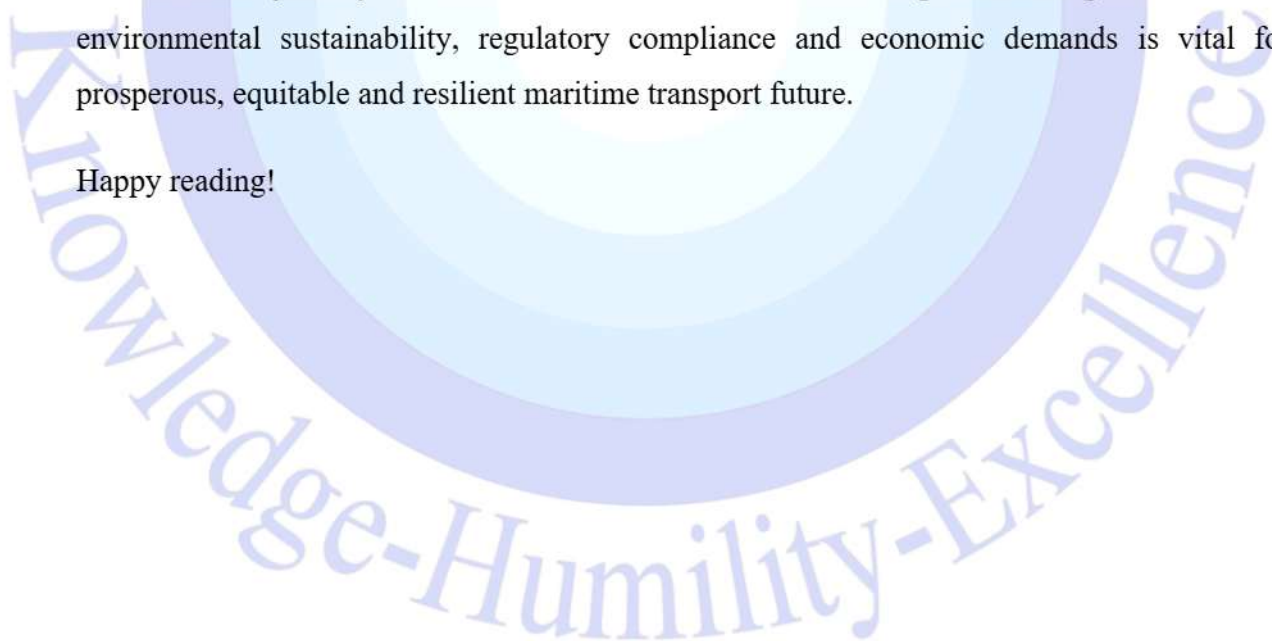 environmental sustainability, regulatory compliance and economic demands is vital fo
prosperous, equitable and resilient maritime transport future.
Happy reading!
Knowledge-Humility-Excellence